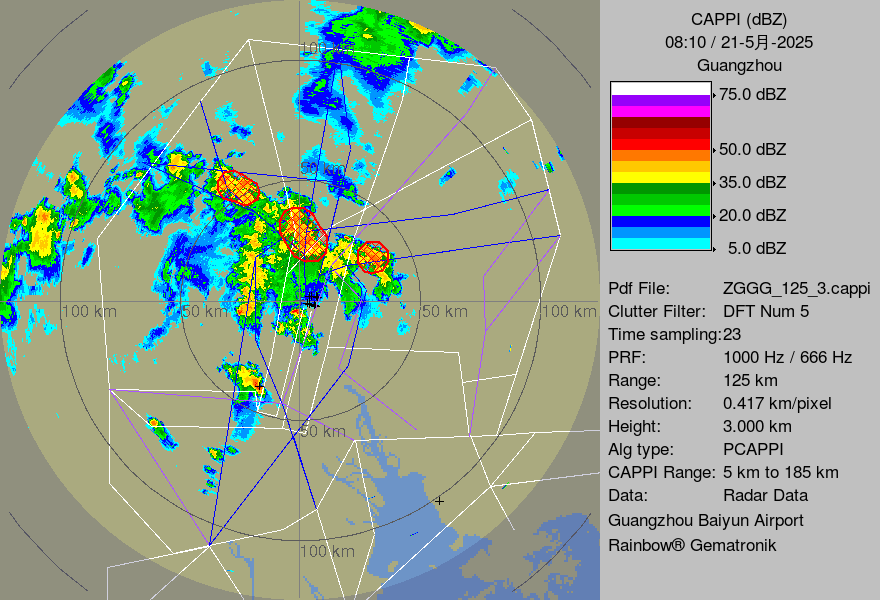 CAPPI (dBZ)
08:10 / 21-5月-2025
Guangzhou
75.0 dBZ
50.0 dBZ
35.0 dBZ
20.0 dBZ
5.0 dBZ
Pdf File: ZGGG_125_3.cappi
Clutter Filter: DFT Num 5
Time sampling:23
PRF: 1000 Hz / 666 Hz
Range: 125 km
Resolution: 0.417 km/pixel
Height: 3.000 km
Alg type: PCAPPI
CAPPI Range: 5 km to 185 km
Data: Radar Data
Guangzhou Baiyun Airport
Rainbow® Gematronik
100 km
100 km
50 km
50 km
100 km
50 km
100 km